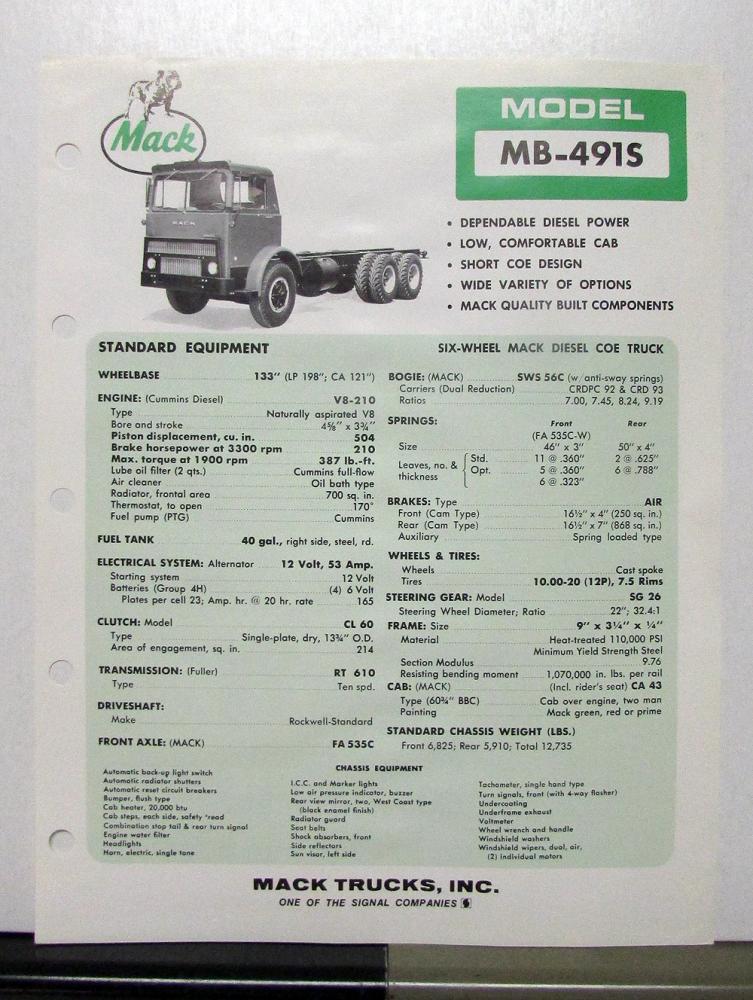 Mack
MACK
MODEL
MB-491S
• DEPENDABLE DIESEL POWER
• LOW, COMFORTABLE CAB
• SHORT COE DESIGN
• WIDE VARIETY OF OPTIONS
• MACK QUALITY BUILT COMPONENTS
STANDARD EQUIPMENT
SIX-WHEEL MACK DIESEL COE TRUCK
WHEELBASE 133" (LP 198"; CA 121")
ENGINE: (Cummins Diesel) V8-210
Type Naturally aspirated V8
Bore and stroke 4⅝" x 3¾"
Piston displacement, cu. in. 504
Brake horsepower at 3300 rpm 210
Max. torque at 1900 rpm 387 lb.-ft.
Lube oil filter (2 qts.) Cummins full-flow
Air cleaner Oil bath type
Radiator, frontal area 700 sq. in.
Thermostat, to open 170°
Fuel pump (PTG) Cummins
FUEL TANK 40 gal., right side, steel, rd.
ELECTRICAL SYSTEM: Alternator 12 Volt, 53 Amp.
Starting system 12 Volt
Batteries (Group 4H) (4) 6 Volt
Plates per cell 23; Amp. hr. @ 20 hr. rate 165
CLUTCH: Model CL 60
Type Single-plate, dry, 13¾" O.D.
Area of engagement, sq. in. 214
TRANSMISSION: (Fuller) RT 610
Type Ten spd.
DRIVESHAFT:
Make Rockwell-Standard
FRONT AXLE: (MACK) FA 535C
BOGIE: (MACK) SWS 56C (w/anti-sway springs)
Carriers (Dual Reduction) CRDPC 92 & CRD 93
Ratios 7.00, 7.45, 8.24, 9.19
SPRINGS: Front Rear
(FA 535C-W)
Size 46" x 3" 50" x 4"
Leaves, no. & thickness { Std. 11 @ .360" 2 @ .625"
Opt. 5 @ .360" 6 @ .788"
6 @ .323"
BRAKES: Type AIR
Front (Cam Type) 16½" x 4" (250 sq. in.)
Rear (Cam Type) 16½" x 7" (868 sq. in.)
Auxiliary Spring loaded type
WHEELS & TIRES:
Wheels Cast spoke
Tires 10.00-20 (12P), 7.5 Rims
STEERING GEAR: Model SG 26
Steering Wheel Diameter; Ratio 22"; 32.4:1
FRAME: Size 9" x 3¼" x ¼"
Material Heat-treated 110,000 PSI
Minimum Yield Strength Steel
Section Modulus 9.76
Resisting bending moment 1,070,000 in. lbs. per rail
CAB: (MACK) (Incl. rider's seat) CA 43
Type (60¾" BBC) Cab over engine, two man
Painting Mack green, red or prime
STANDARD CHASSIS WEIGHT (LBS.)
Front 6,825; Rear 5,910; Total 12,735
CHASSIS EQUIPMENT
Automatic back-up light switch
Automatic radiator shutters
Automatic reset circuit breakers
Bumper, flush type
Cab heater, 20,000 btu
Cab steps, each side, safety tread
Combination stop tail & rear turn signal
Engine water filter
Headlights
Horn, electric, single tone
I.C.C. and Marker lights
Low air pressure indicator, buzzer
Rear view mirror, two, West Coast type
(black enamel finish)
Radiator guard
Seat belts
Shock absorbers, front
Side reflectors
Sun visor, left side
Tachometer, single hand type
Turn signals, front (with 4-way flasher)
Undercoating
Underframe exhaust
Voltmeter
Wheel wrench and handle
Windshield washers
Windshield wipers, dual, air,
(2) individual motors
MACK TRUCKS, INC.
ONE OF THE SIGNAL COMPANIES